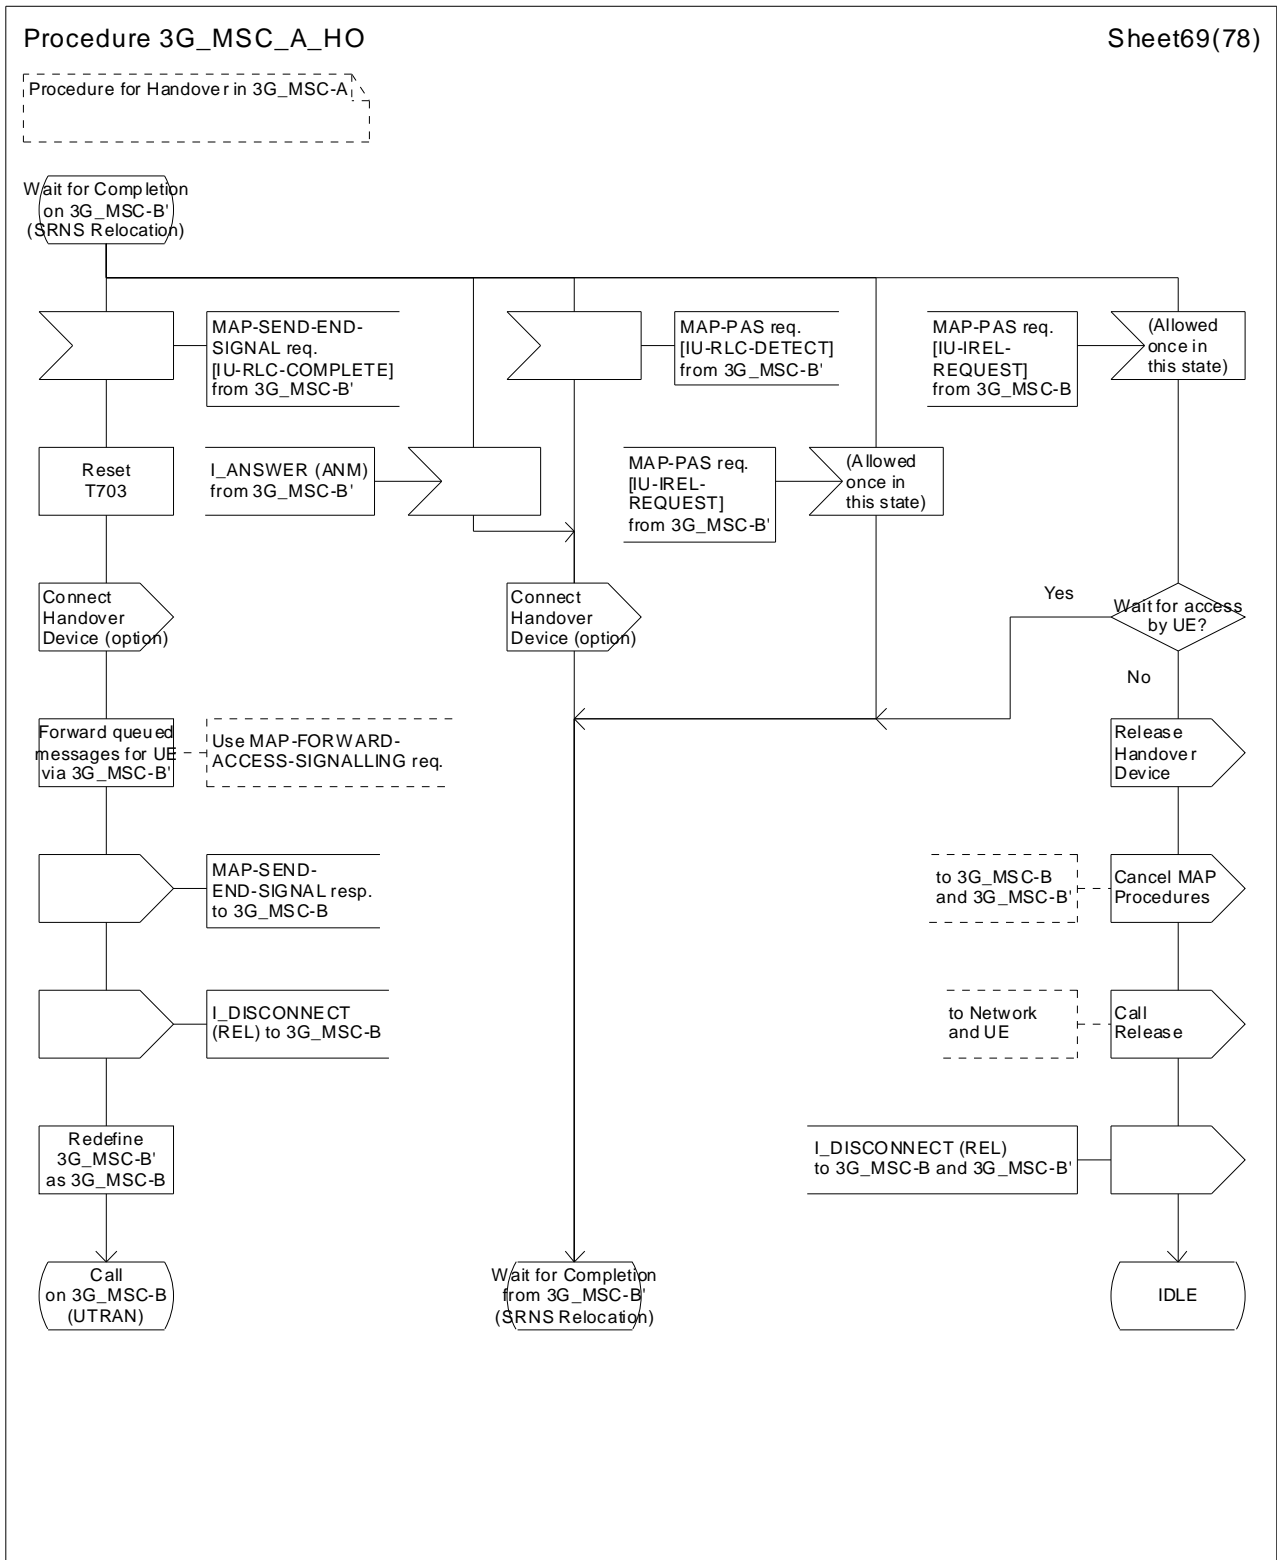 Procedure 3G_MSC_A_HO
Sheet69(78)
Procedure for Handover in 3G_MSC-A
Wait for Completion
on 3G_MSC-B'
(SRNS Relocation)
MAP-SEND-END-
SIGNAL req.
[IU-RLC-COMPLETE]
from 3G_MSC-B'
MAP-PAS req.
[IU-RLC-DETECT]
from 3G_MSC-B'
MAP-PAS req.
[IU-IREL-
REQUEST]
from 3G_MSC-B
(Allowed
once in
this state)
Reset
T703
I_ANSWER (ANM)
from 3G_MSC-B'
MAP-PAS req.
[IU-IREL-
REQUEST]
from 3G_MSC-B'
(Allowed
once in
this state)
Connect
Handover
Device (option)
Connect
Handover
Device (option)
Yes
Wait for access
by UE?
No
Forward queued
messages for UE
via 3G_MSC-B'
Use MAP-FORWARD-
ACCESS-SIGNALLING req.
Release
Handover
Device
MAP-SEND-
END-SIGNAL resp.
to 3G_MSC-B
to 3G_MSC-B
and 3G_MSC-B'
Cancel MAP
Procedures
I_DISCONNECT
(REL) to 3G_MSC-B
to Network
and UE
Call
Release
Redefine
3G_MSC-B'
as 3G_MSC-B
I_DISCONNECT (REL)
to 3G_MSC-B and 3G_MSC-B'
Call
on 3G_MSC-B
(UTRAN)
Wait for Completion
from 3G_MSC-B'
(SRNS Relocation)
IDLE